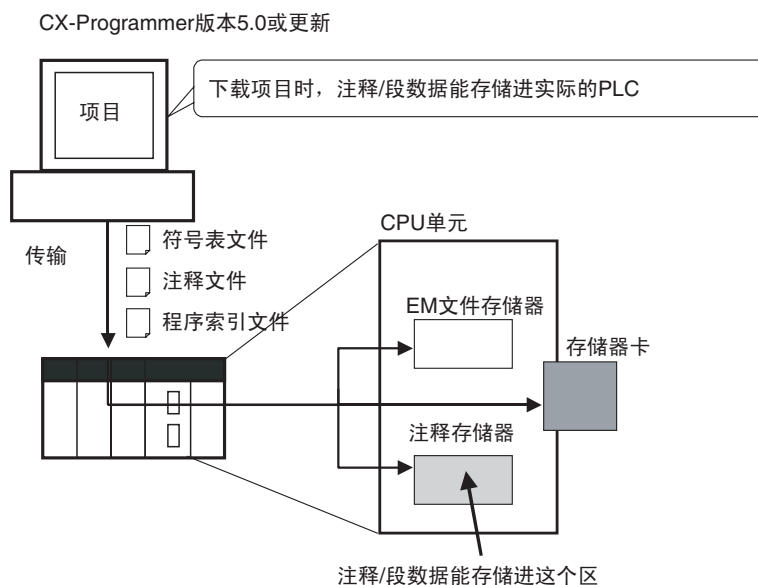 CX-Programmer版本5.0或更新
下载项目时，注释/段数据能存储进实际的PLC
项目
CPU单元
传输
符号表文件
注释文件
程序索引文件
EM文件存储器
存储器卡
注释存储器
注释/段数据能存储进这个区